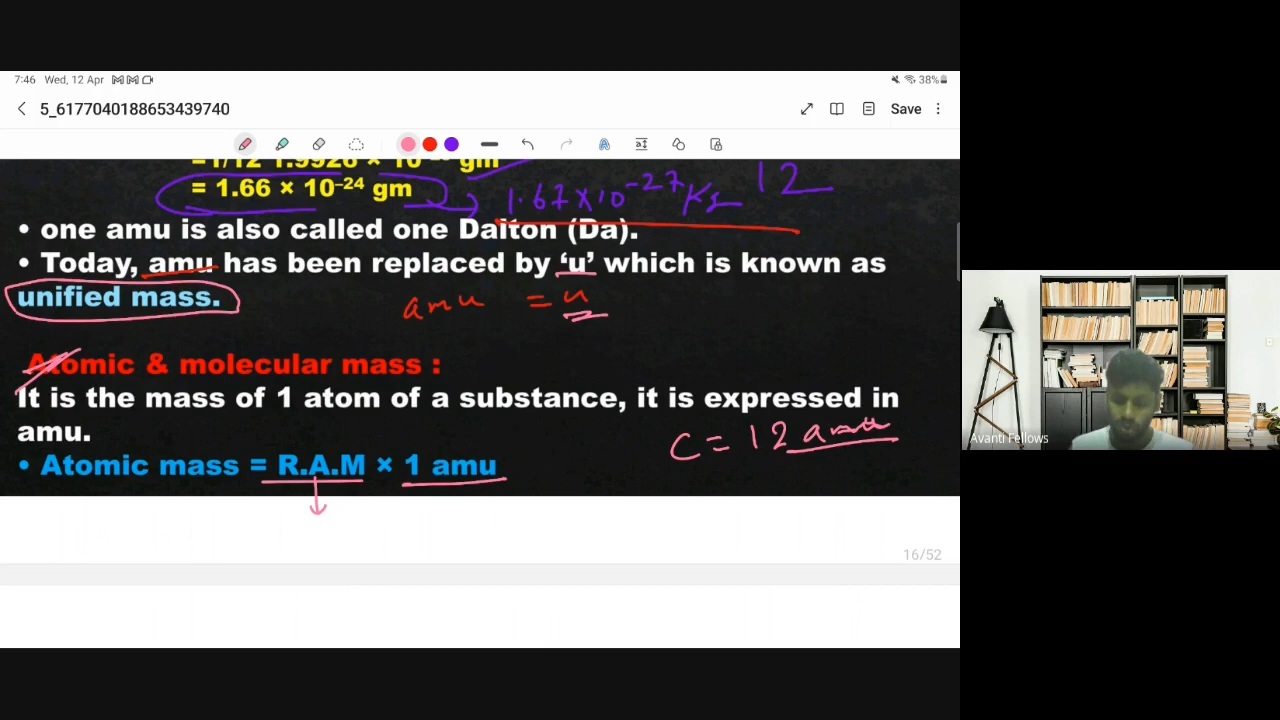 7:46 Wed, 12 Apr
38%
5_6177040188653439740
Save
= 1.66 × 10⁻²⁴ gm
1.67×10⁻²⁷ Kg
12
• one amu is also called one Dalton (Da).
• Today, amu has been replaced by ‘u’ which is known as
unified mass.
amu = u
Atomic & molecular mass :
It is the mass of 1 atom of a substance, it is expressed in
amu.
C = 12 amu
• Atomic mass = R.A.M × 1 amu
16/52
Avanti Fellows